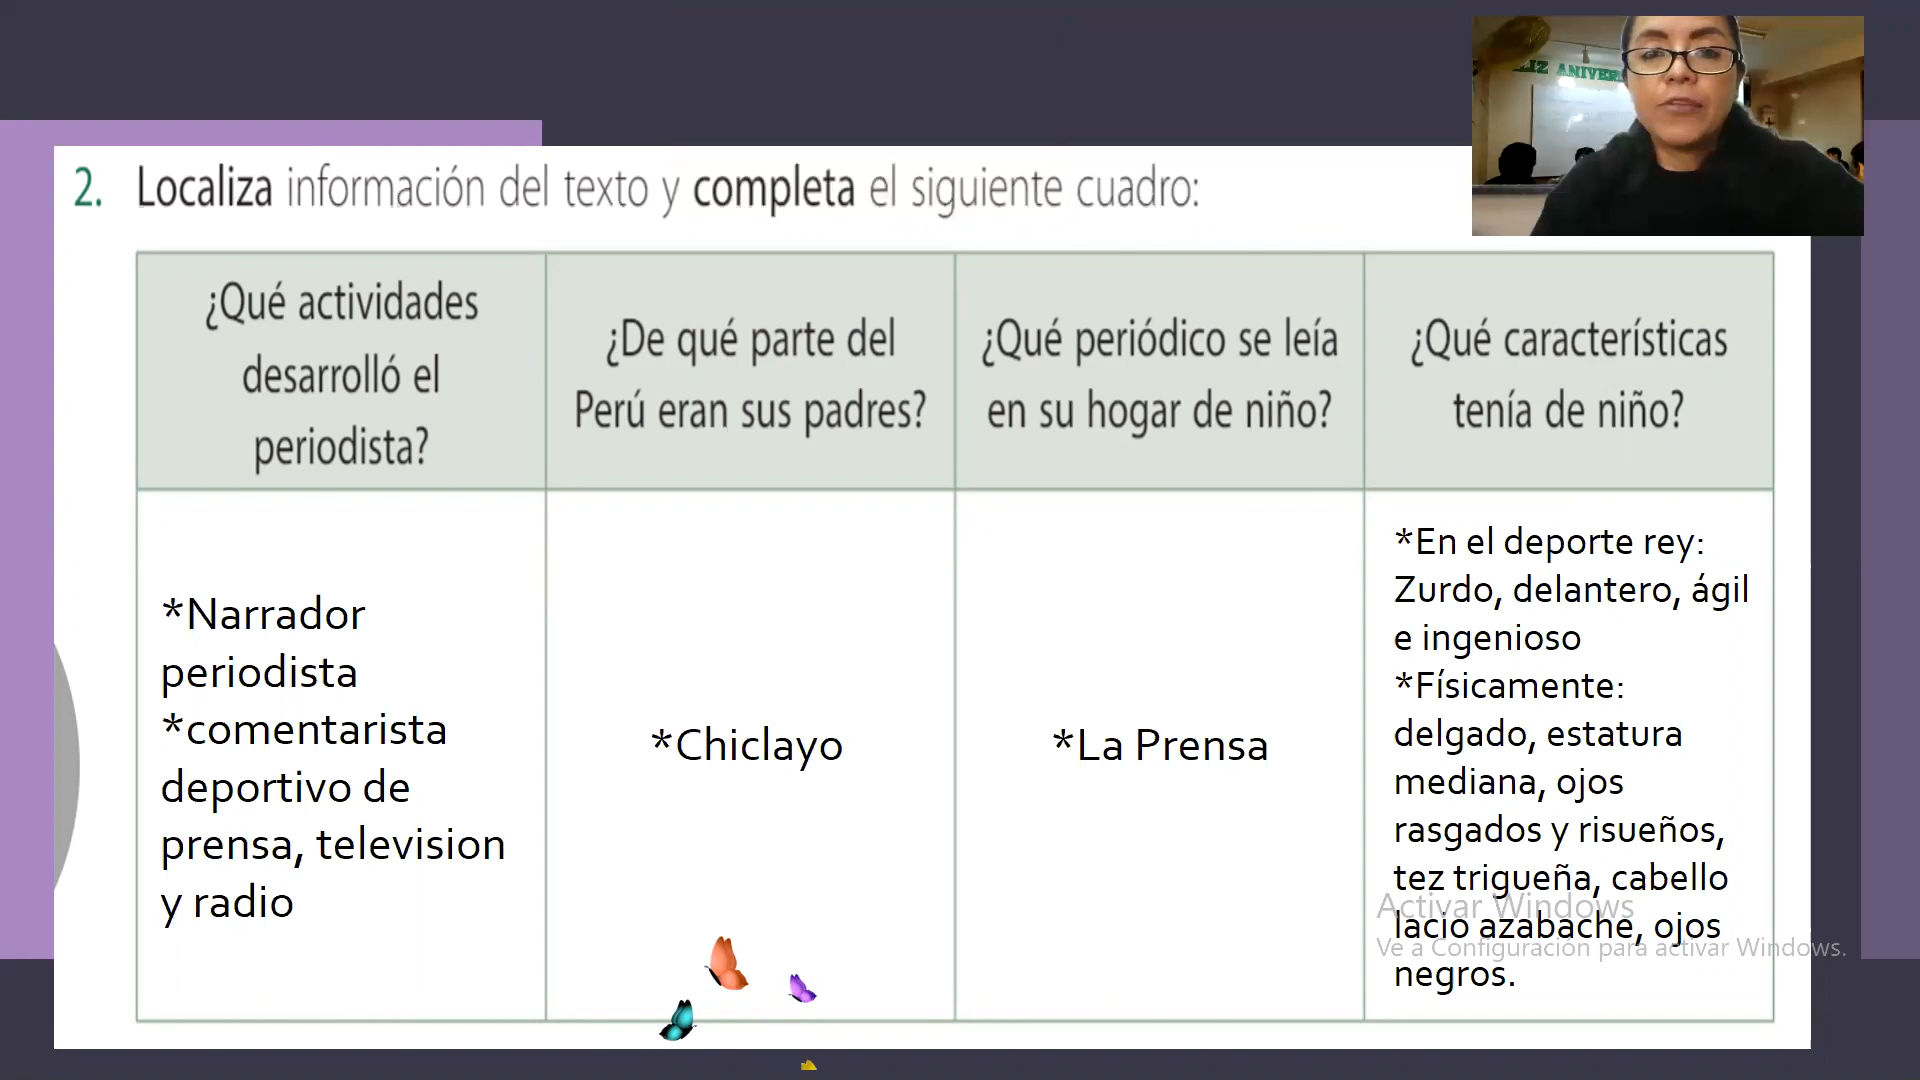 LIZ ANIVER
2. Localiza información del texto y completa el siguiente cuadro:
¿Qué actividades
desarrolló el
periodista?
¿De qué parte del
Perú eran sus padres?
¿Qué periódico se leía
en su hogar de niño?
¿Qué características
tenía de niño?
*Narrador
periodista
*comentarista
deportivo de
prensa, television
y radio
*Chiclayo
*La Prensa
*En el deporte rey:
Zurdo, delantero, ágil
e ingenioso
*Físicamente:
delgado, estatura
mediana, ojos
rasgados y risueños,
tez trigueña, cabello
lacio azabache, ojos
negros.
Activar Windows
Ve a Configuración para activar Windows.